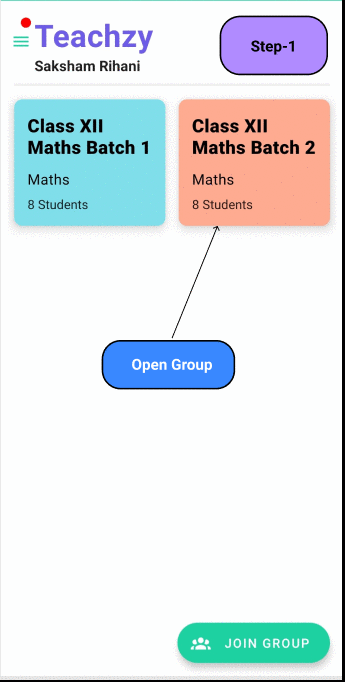 Teachzy
Step-1
Saksham Rihani
Class XII
Maths Batch 1
Maths
8 Students
Class XII
Maths Batch 2
Maths
8 Students
Open Group
JOIN GROUP